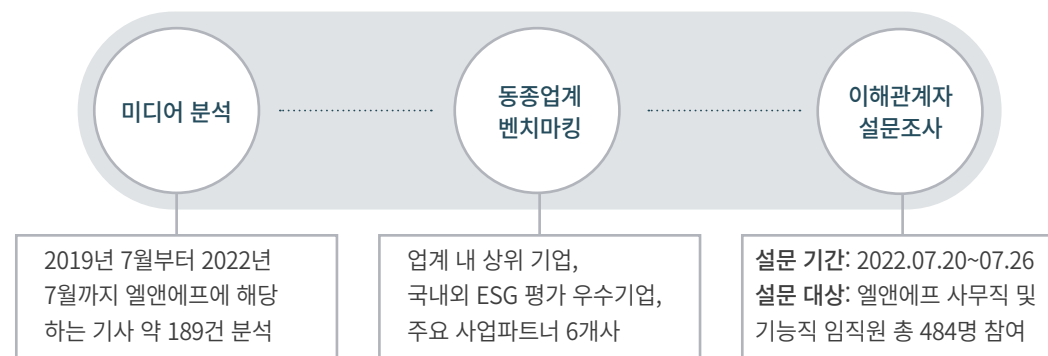 미디어 분석
동종업계
벤치마킹
이해관계자
설문조사
2019년 7월부터 2022년
7월까지 엘앤에프에 해당
하는 기사 약 189건 분석
업계 내 상위 기업,
국내외 ESG 평가 우수기업,
주요 사업파트너 6개사
설문 기간: 2022.07.20~07.26
설문 대상: 엘앤에프 사무직 및
기능직 임직원 총 484명 참여